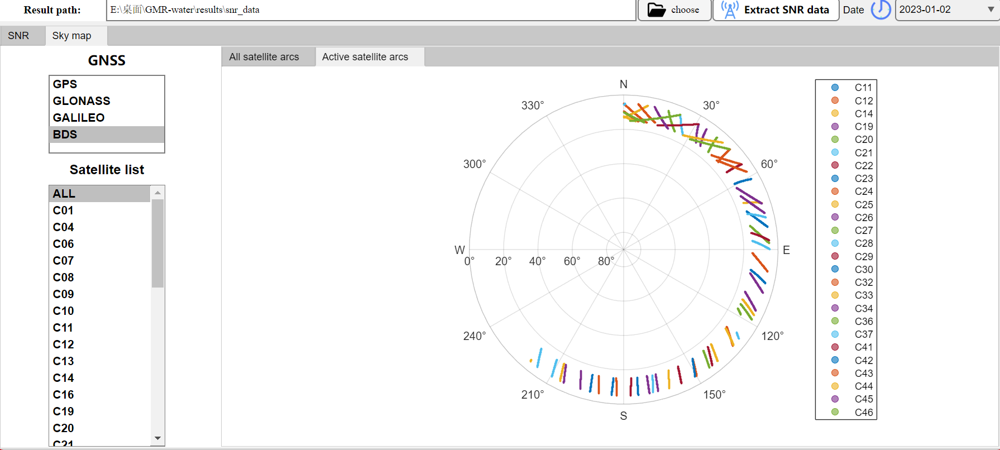 Result path: E:\桌面\GMR-water\results\snr_data choose Extract SNR data Date 2023-01-02
SNR Sky map
GNSS
GPS
GLONASS
GALILEO
BDS
Satellite list
ALL
C01
C04
C06
C07
C08
C09
C10
C11
C12
C13
C14
C16
C19
C20
C21
All satellite arcs Active satellite arcs
N
330° 30°
300° 60°
W E
0° 20° 40° 60° 80°
240° 120°
210° 150°
S
C11
C12
C14
C19
C20
C21
C22
C23
C24
C25
C26
C27
C28
C29
C30
C32
C33
C34
C36
C37
C41
C42
C43
C44
C45
C46